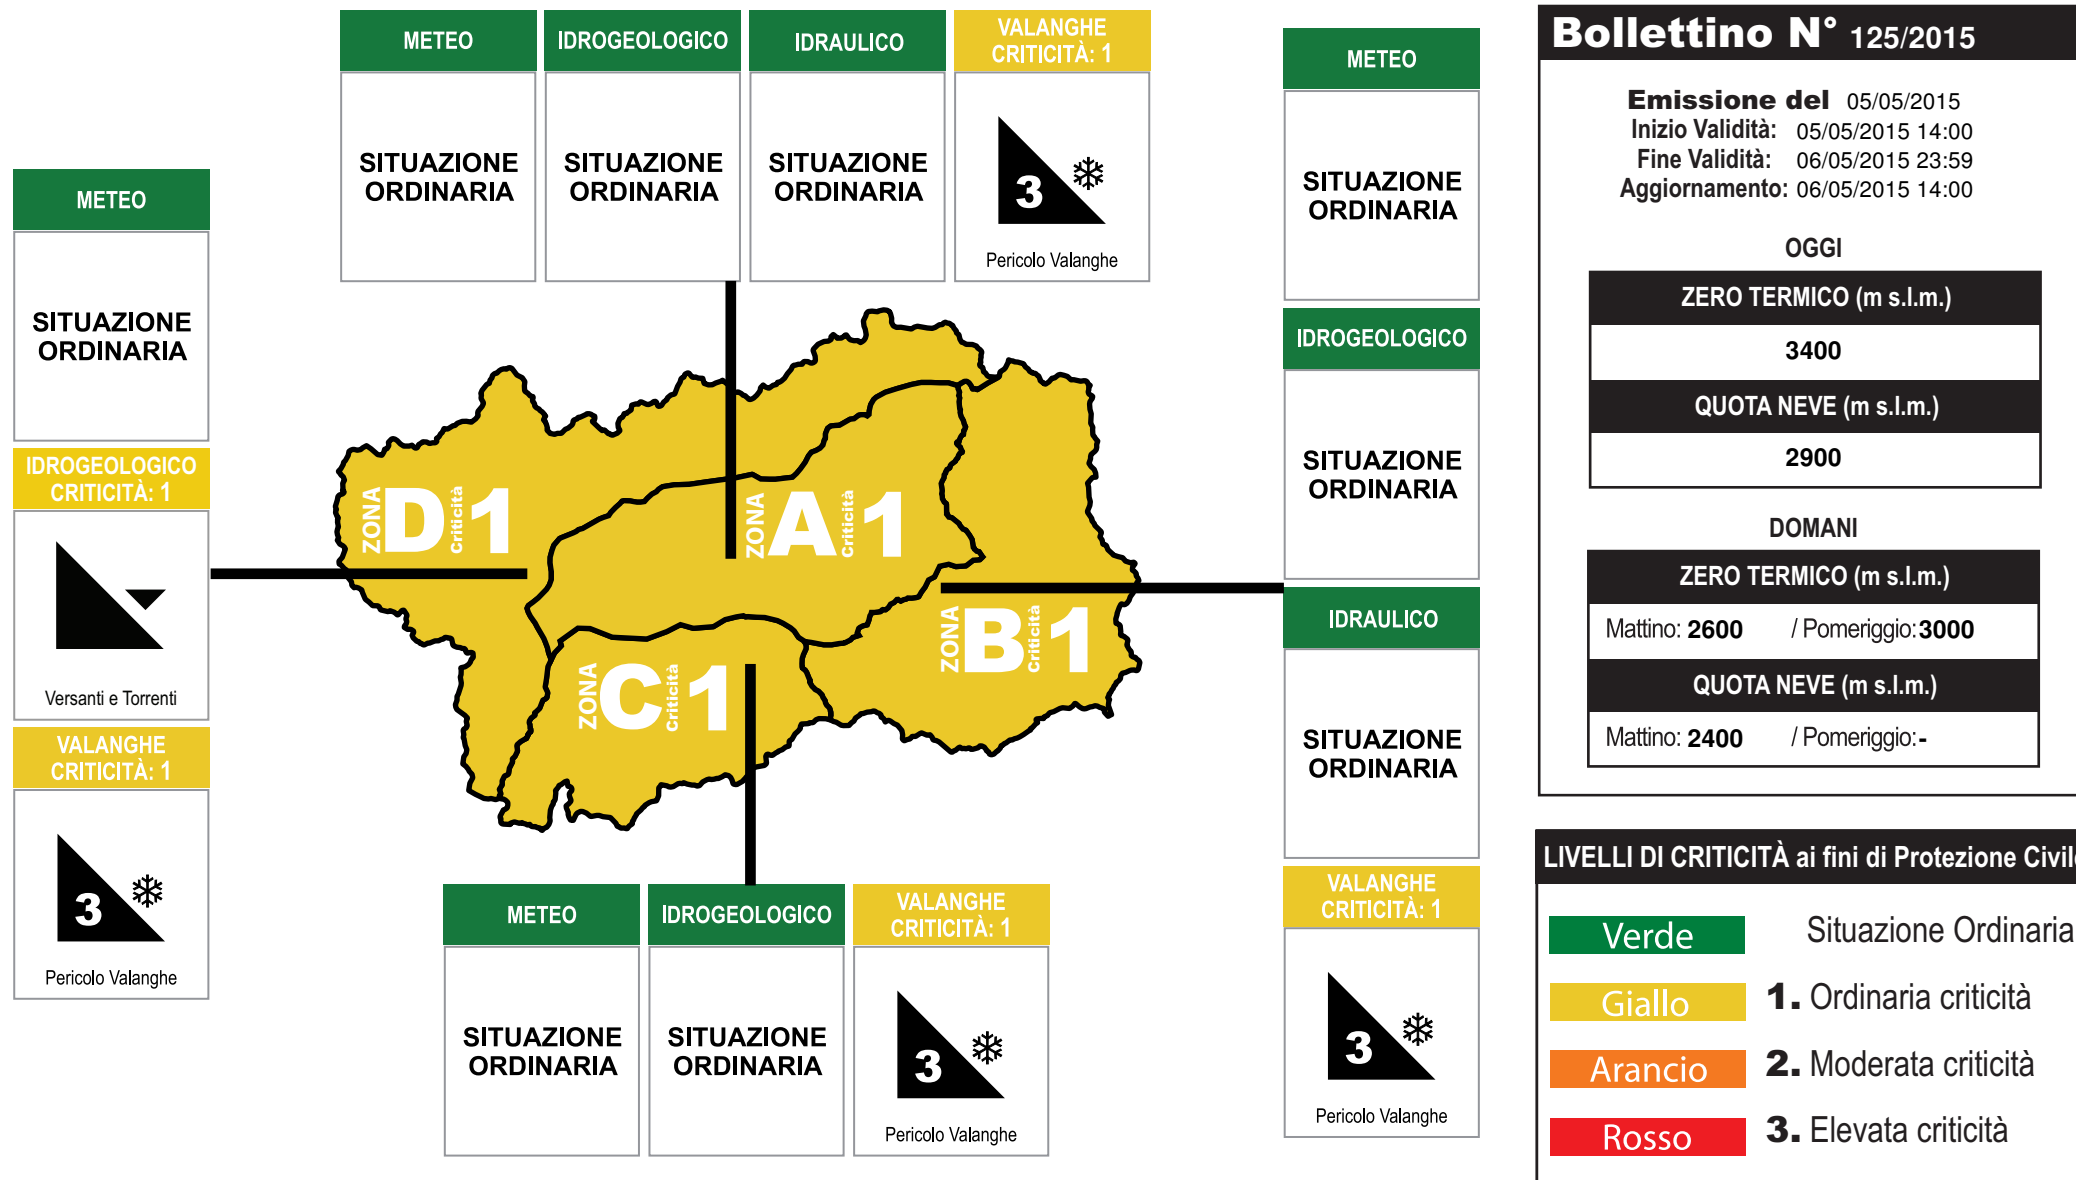 METEO
SITUAZIONE
ORDINARIA
IDROGEOLOGICO
SITUAZIONE
ORDINARIA
IDRAULICO
SITUAZIONE
ORDINARIA
VALANGHE
CRITICITÀ: 1
3
Pericolo Valanghe
METEO
SITUAZIONE
ORDINARIA
IDROGEOLOGICO
CRITICITÀ: 1
Versanti e Torrenti
VALANGHE
CRITICITÀ: 1
3
Pericolo Valanghe
ZONA D Criticità 1
ZONA A Criticità 1
ZONA B Criticità 1
ZONA C Criticità 1
METEO
SITUAZIONE
ORDINARIA
IDROGEOLOGICO
SITUAZIONE
ORDINARIA
VALANGHE
CRITICITÀ: 1
3
Pericolo Valanghe
METEO
SITUAZIONE
ORDINARIA
IDROGEOLOGICO
SITUAZIONE
ORDINARIA
IDRAULICO
SITUAZIONE
ORDINARIA
VALANGHE
CRITICITÀ: 1
3
Pericolo Valanghe
Bollettino N° 125/2015
Emissione del 05/05/2015
Inizio Validità: 05/05/2015 14:00
Fine Validità: 06/05/2015 23:59
Aggiornamento: 06/05/2015 14:00
OGGI
ZERO TERMICO (m s.l.m.)
3400
QUOTA NEVE (m s.l.m.)
2900
DOMANI
ZERO TERMICO (m s.l.m.)
Mattino: 2600 / Pomeriggio: 3000
QUOTA NEVE (m s.l.m.)
Mattino: 2400 / Pomeriggio: -
LIVELLI DI CRITICITÀ ai fini di Protezione Civile
Verde Situazione Ordinaria
Giallo 1. Ordinaria criticità
Arancio 2. Moderata criticità
Rosso 3. Elevata criticità